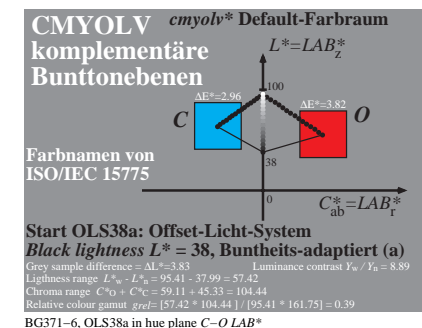 CMYOLV
komplementäre
Bunttonebenen
cmyolv* Default-Farbraum
L*=LAB*z
100
ΔE*=2.96
ΔE*=3.82
C
O
38
Farbnamen von
ISO/IEC 15775
0
C*ab=LAB*r
Start OLS38a: Offset-Licht-System
Black lightness L* = 38, Buntheits-adaptiert (a)
Grey sample difference = ΔL*=3.83
Luminance contrast Yw / Yn = 8.89
Ligthness range L*w - L*n = 95.41 - 37.99 = 57.42
Chroma range C*O + C*C = 59.11 + 45.33 = 104.44
Relative colour gamut grel= [57.42 * 104.44 ] / [95.41 * 161.75] = 0.39
BG371-6, OLS38a in hue plane C-O LAB*